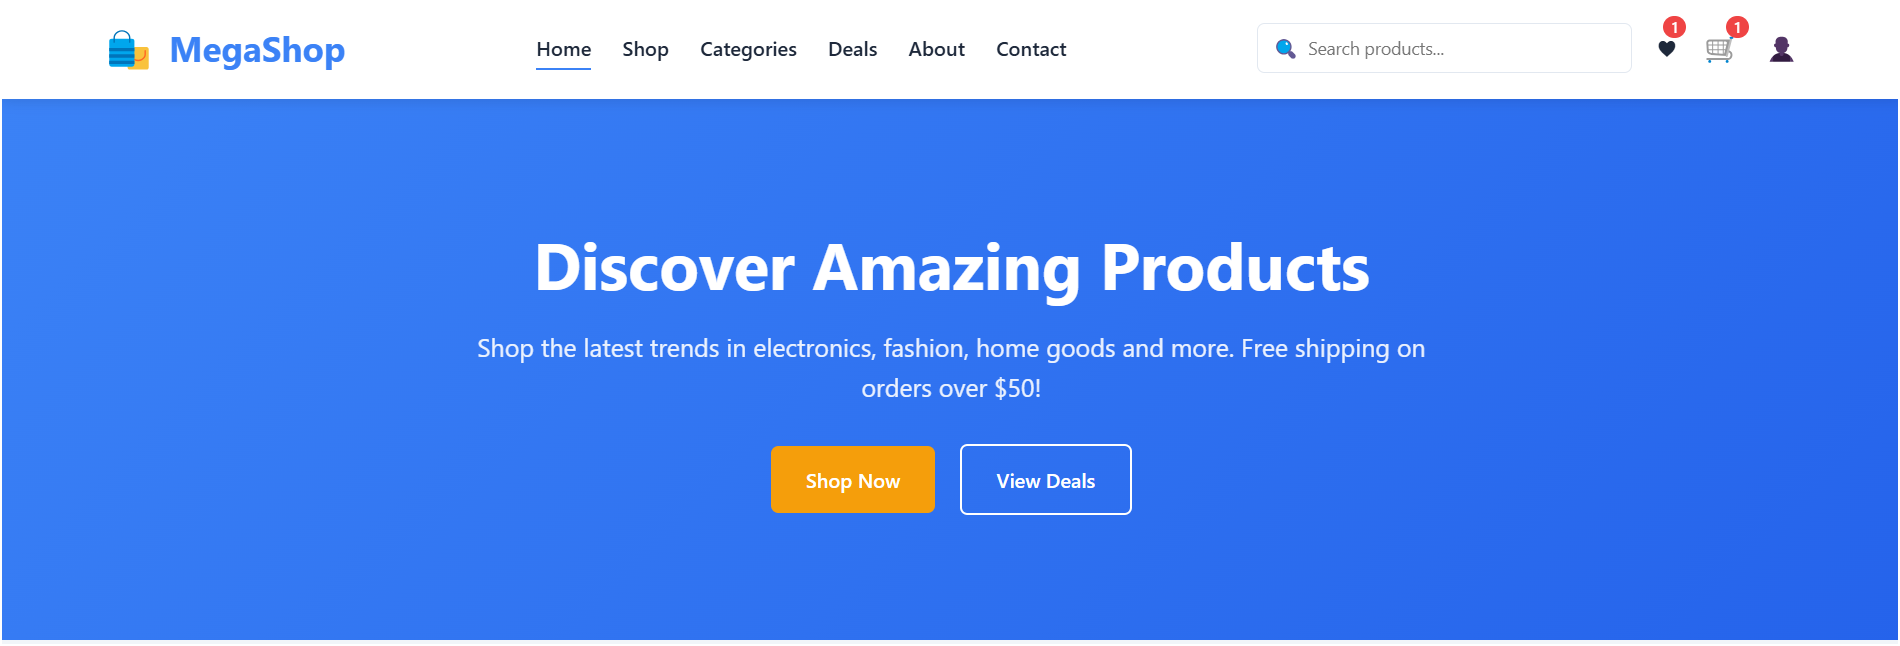 MegaShop
Home Shop Categories Deals About Contact
Search products...
1 1
Discover Amazing Products
Shop the latest trends in electronics, fashion, home goods and more. Free shipping on
orders over $50!
Shop Now View Deals